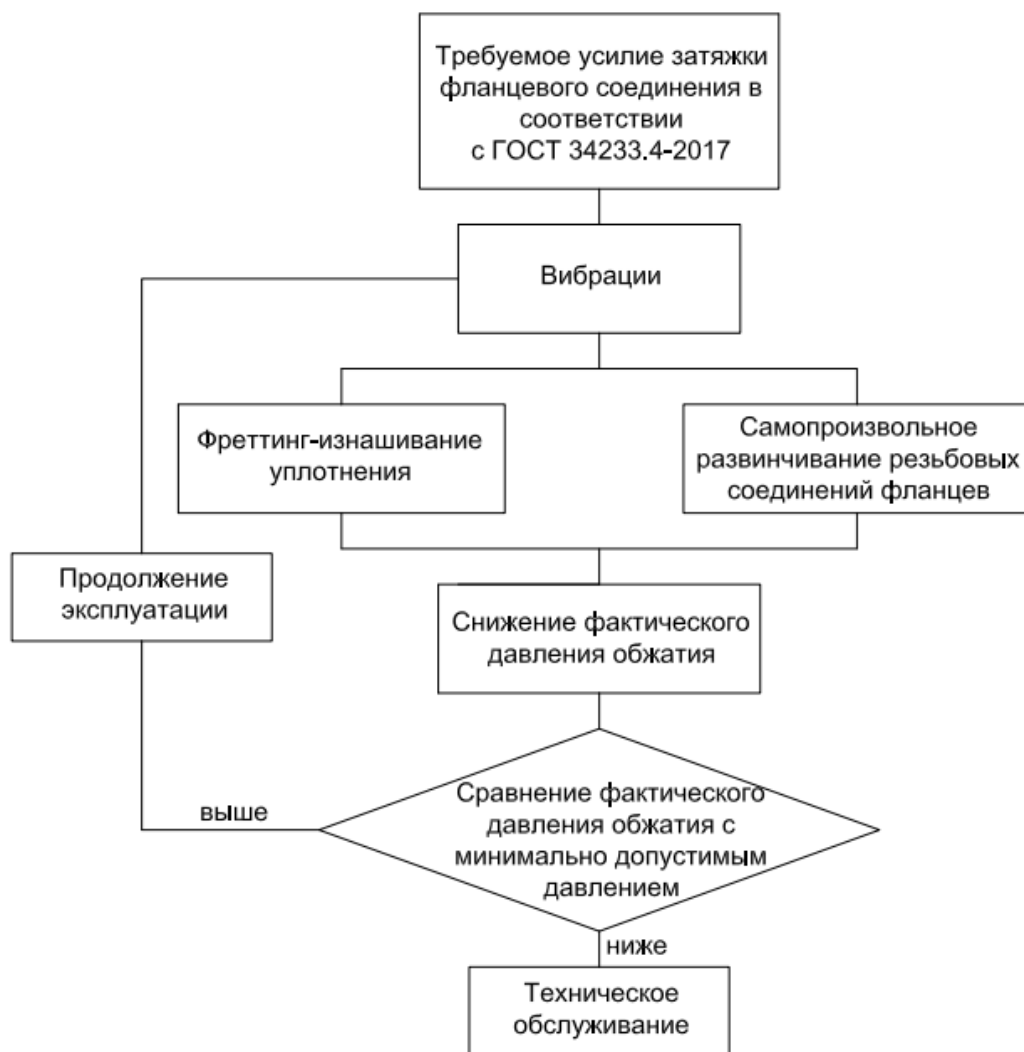 Требуемое усилие затяжки
фланцевого соединения в
соответствии
с ГОСТ 34233.4-2017
Вибрации
Фреттинг-изнашивание
уплотнения
Самопроизвольное
развинчивание резьбовых
соединений фланцев
Продолжение
эксплуатации
Снижение фактического
давления обжатия
выше
Сравнение фактического
давления обжатия с
минимально допустимым
давлением
ниже
Техническое
обслуживание